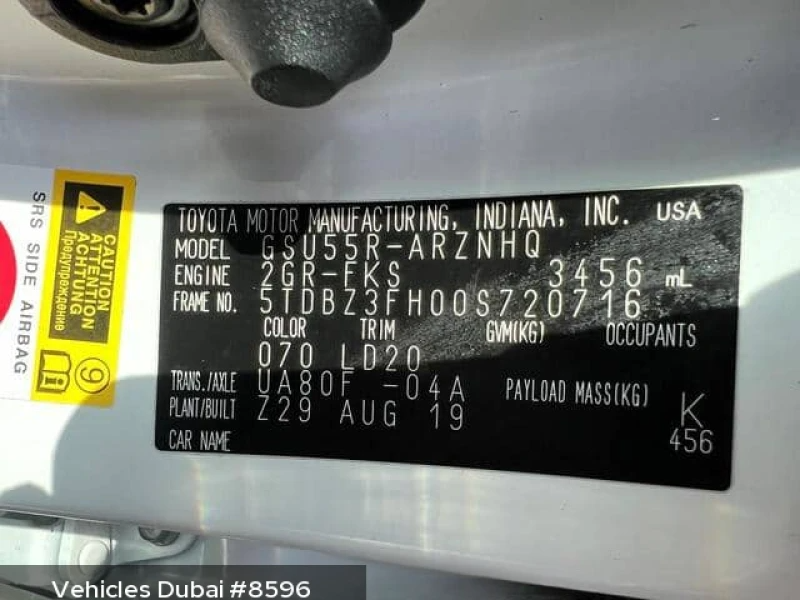 TOYOTA MOTOR MANUFACTURING, INDIANA, INC. USA
MODEL GSU55R-ARZNHQ
ENGINE 2GR-FKS 3456 mL
FRAME NO. 5TDBZ3FH00S720716
COLOR TRIM GVM(KG) OCCUPANTS
070 LD20
TRANS./AXLE UA80F -04A PAYLOAD MASS(KG)
PLANT/BUILT Z29 AUG 19 K
CAR NAME 456
CAUTION
ATTENTION
ACHTUNG
Предупреждение
SRS SIDE AIRBAG
9
i
Vehicles Dubai #8596